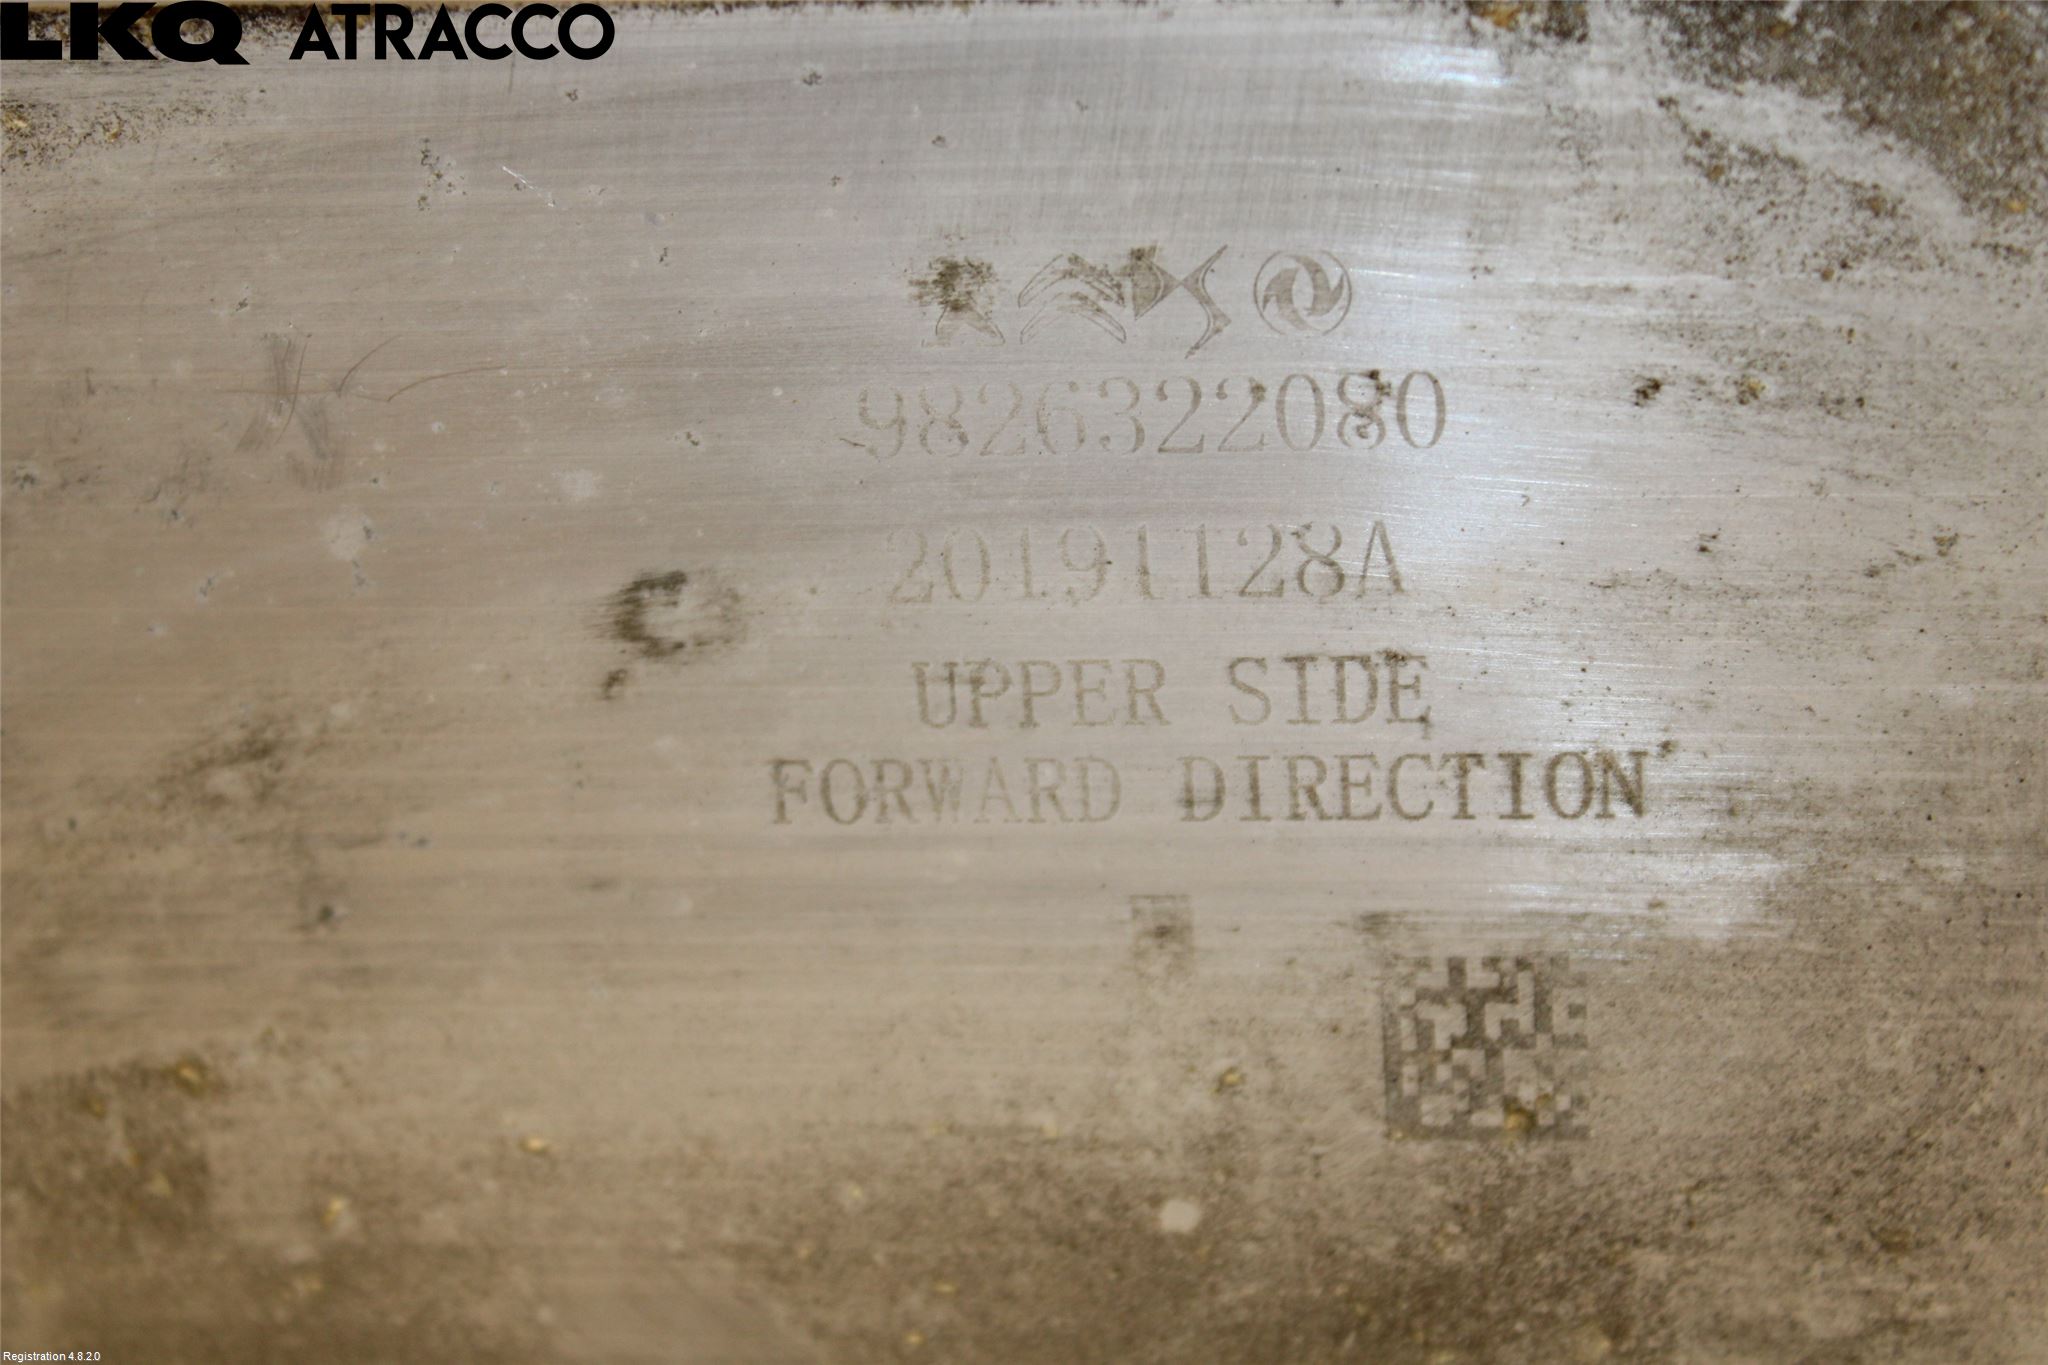 LKQ ATRACCO
9826322080
20191128A
UPPER SIDE
FORWARD DIRECTION
Registration 4.8.2.0